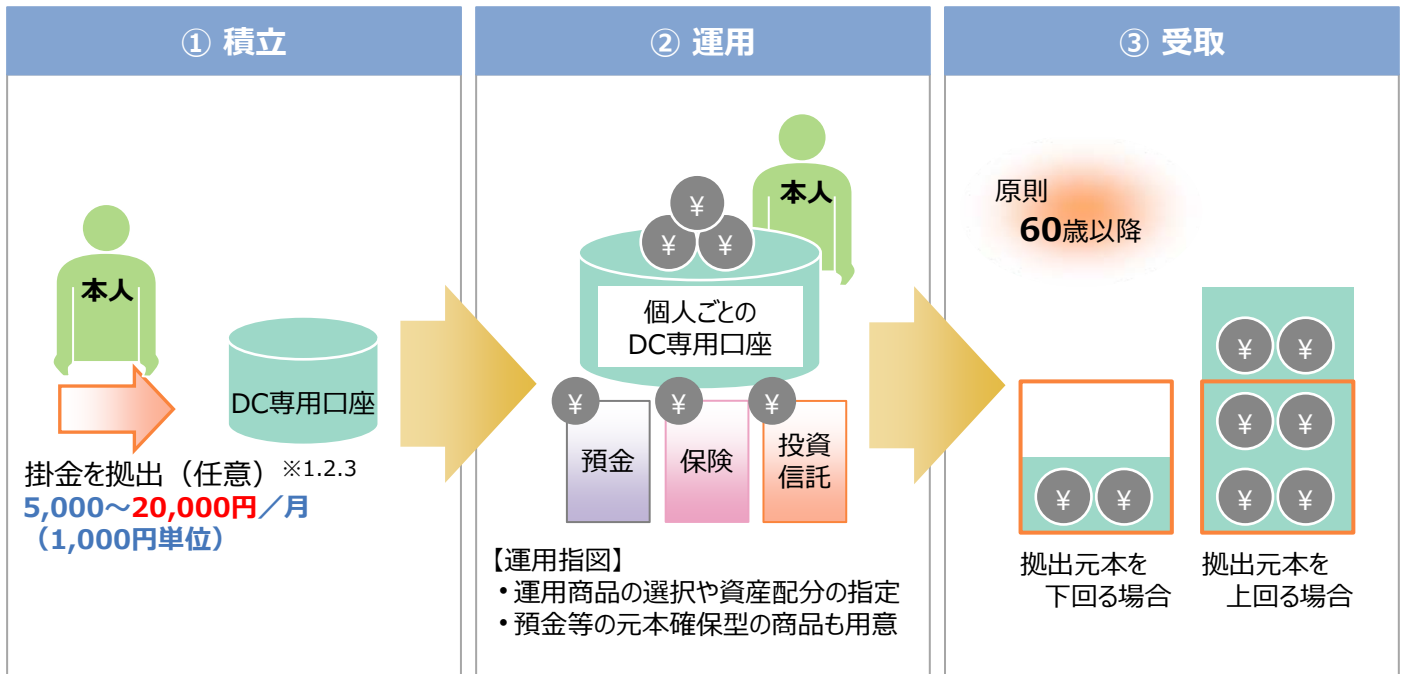 ① 積立
本人
DC専用口座
掛金を拠出（任意）※1.2.3
5,000～20,000円／月
（1,000円単位）
② 運用
本人
¥
¥ ¥
個人ごとの
DC専用口座
¥ ¥ ¥
預金 保険 投資
信託
【運用指図】
・運用商品の選択や資産配分の指定
・預金等の元本確保型の商品も用意
③ 受取
原則
60歳以降
¥ ¥
拠出元本を
下回る場合
¥ ¥
¥ ¥
¥ ¥
拠出元本を
上回る場合